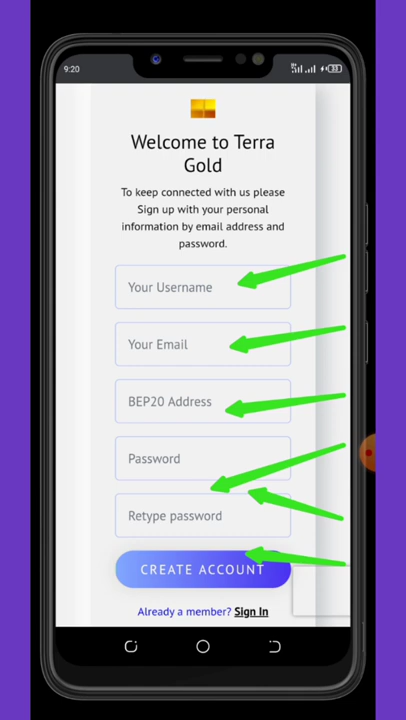 9:20
33
Welcome to Terra
Gold
To keep connected with us please
Sign up with your personal
information by email address and
password.
Your Username
Your Email
BEP20 Address
Password
Retype password
CREATE ACCOUNT
Already a member? Sign In